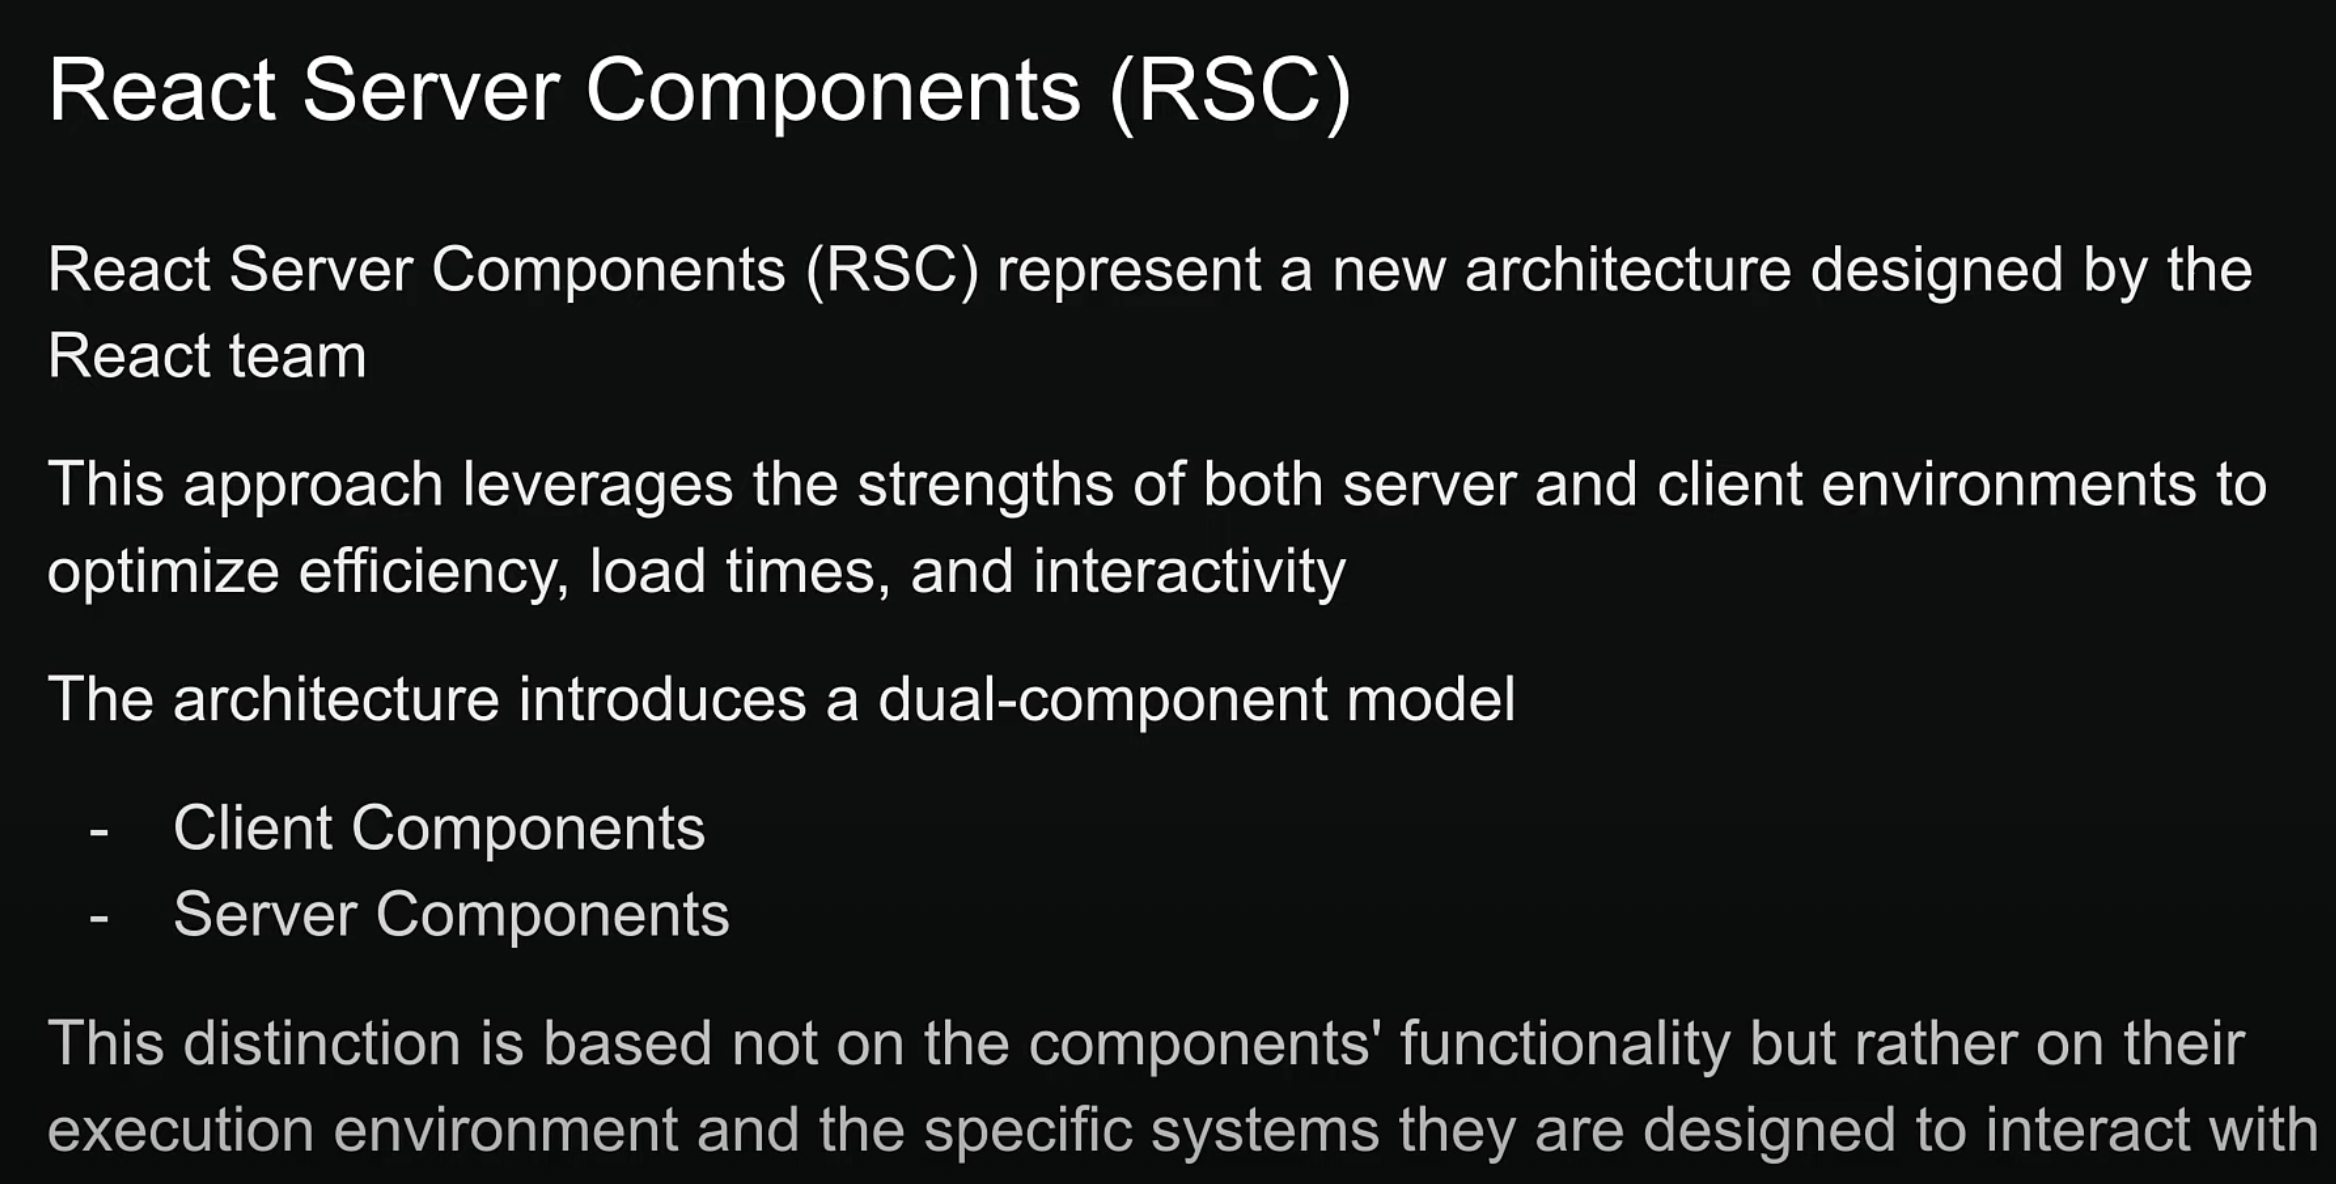 React Server Components (RSC)
React Server Components (RSC) represent a new architecture designed by the
React team
This approach leverages the strengths of both server and client environments to
optimize efficiency, load times, and interactivity
The architecture introduces a dual-component model
- Client Components
- Server Components
This distinction is based not on the components' functionality but rather on their
execution environment and the specific systems they are designed to interact with